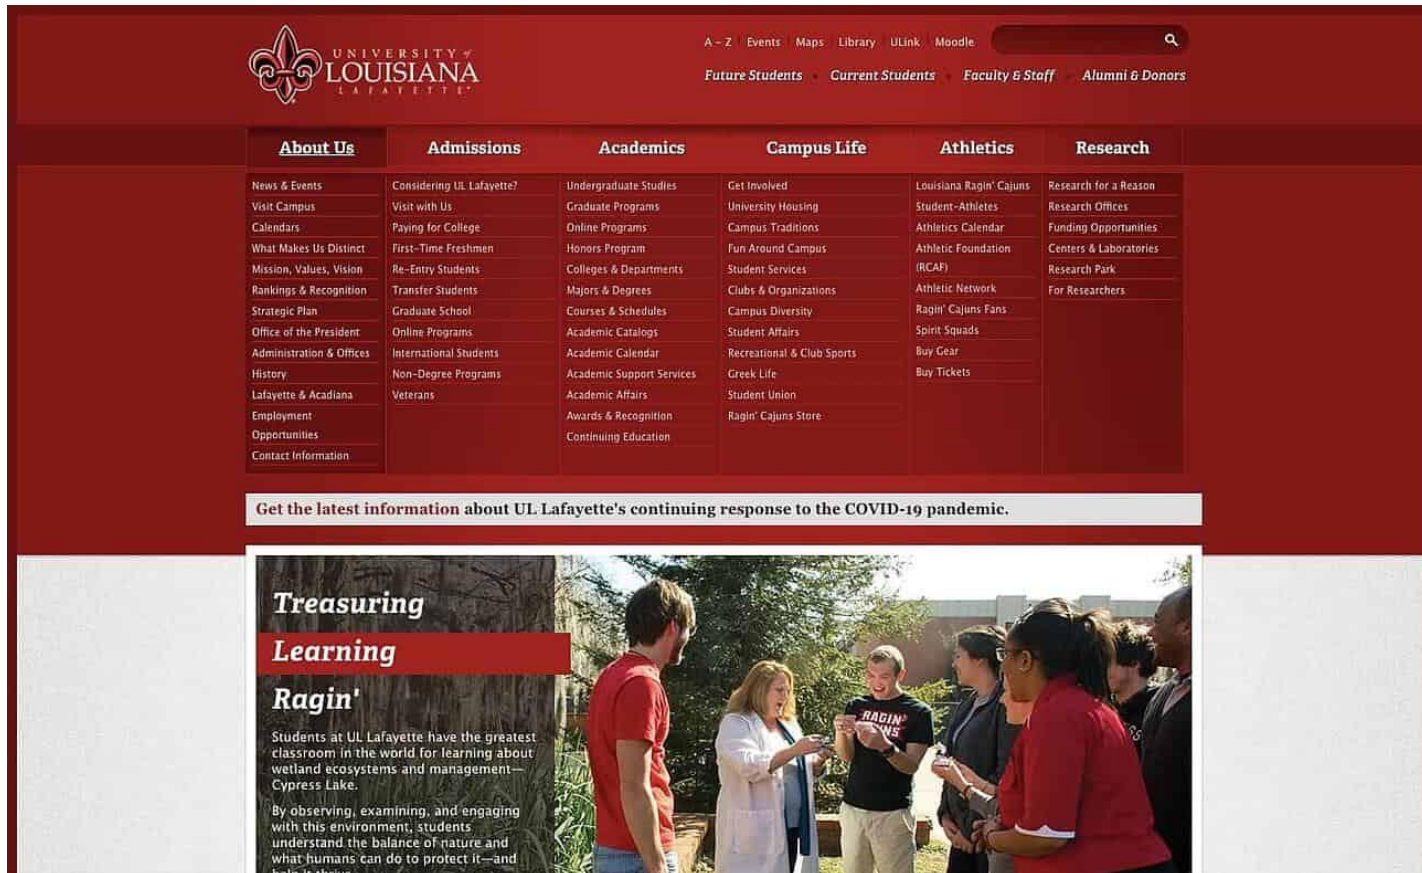 UNIVERSITY of
LOUISIANA
LAFAYETTE
A – Z Events Maps Library ULink Moodle
Future Students Current Students Faculty & Staff Alumni & Donors
About Us Admissions Academics Campus Life Athletics Research
News & Events
Visit Campus
Calendars
What Makes Us Distinct
Mission, Values, Vision
Rankings & Recognition
Strategic Plan
Office of the President
Administration & Offices
History
Lafayette & Acadiana
Employment
Opportunities
Contact Information
Considering UL Lafayette?
Visit with Us
Paying for College
First-Time Freshmen
Re-Entry Students
Transfer Students
Graduate School
Online Programs
International Students
Non-Degree Programs
Veterans
Undergraduate Studies
Graduate Programs
Online Programs
Honors Program
Colleges & Departments
Majors & Degrees
Courses & Schedules
Academic Catalogs
Academic Calendar
Academic Support Services
Academic Affairs
Awards & Recognition
Continuing Education
Get Involved
University Housing
Campus Traditions
Fun Around Campus
Student Services
Clubs & Organizations
Campus Diversity
Student Affairs
Recreational & Club Sports
Greek Life
Student Union
Ragin' Cajuns Store
Louisiana Ragin' Cajuns
Student-Athletes
Athletics Calendar
Athletic Foundation
(RCAF)
Athletic Network
Ragin' Cajuns Fans
Spirit Squads
Buy Gear
Buy Tickets
Research for a Reason
Research Offices
Funding Opportunities
Centers & Laboratories
Research Park
For Researchers
Get the latest information about UL Lafayette's continuing response to the COVID-19 pandemic.
Treasuring
Learning
Ragin'
Students at UL Lafayette have the greatest
classroom in the world for learning about
wetland ecosystems and management—
Cypress Lake.
By observing, examining, and engaging
with this environment, students
understand the balance of nature and
what humans can do to protect it—and
help it thrive
RAGIN'